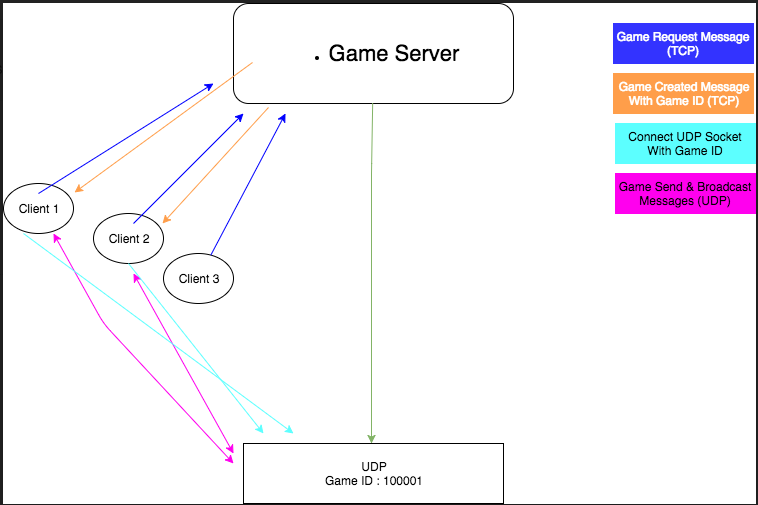 • Game Server
Game Request Message
(TCP)
Game Created Message
With Game ID (TCP)
Connect UDP Socket
With Game ID
Game Send & Broadcast
Messages (UDP)
Client 1
Client 2
Client 3
UDP
Game ID : 100001